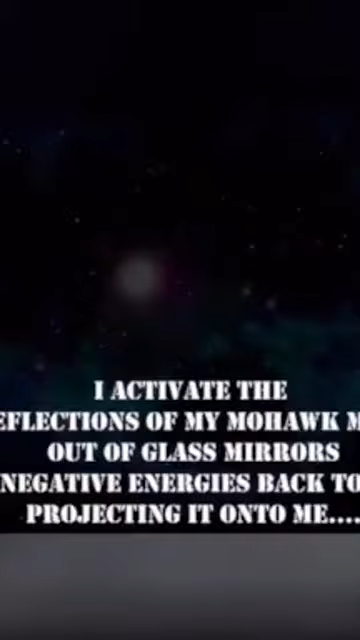 I ACTIVATE THE
EFLECTIONS OF MY MOHAWK M
OUT OF GLASS MIRRORS
NEGATIVE ENERGIES BACK TO
PROJECTING IT ONTO ME....